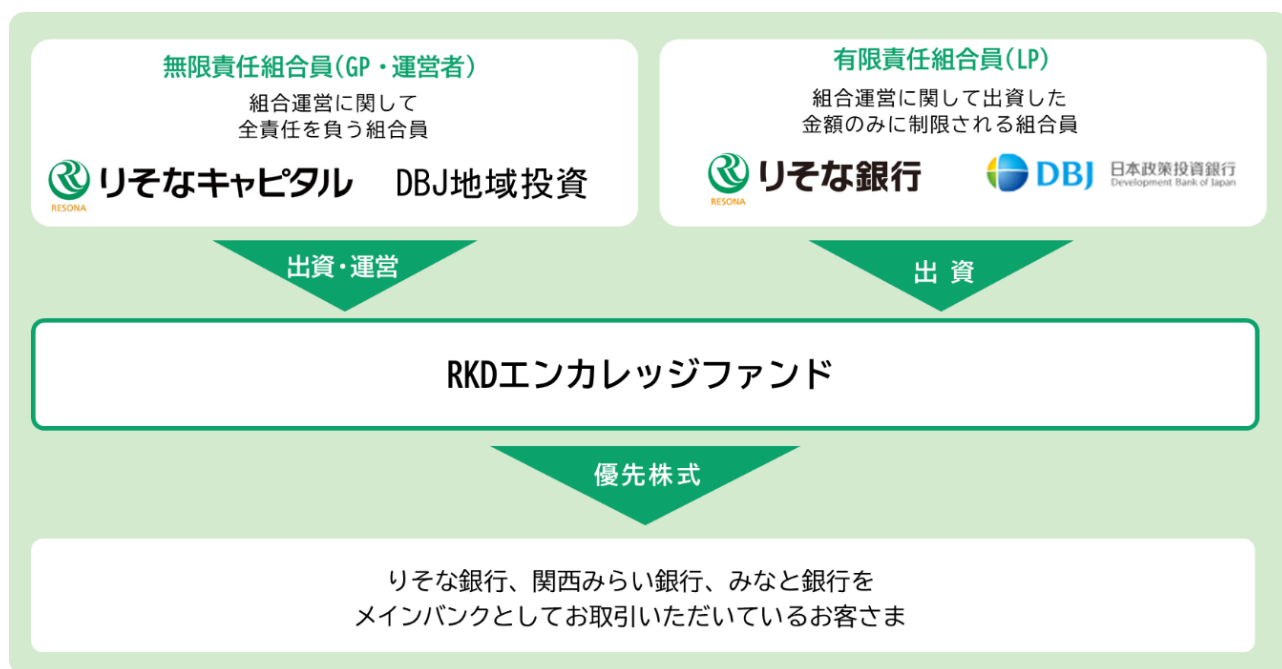 無限責任組合員(GP・運営者)
組合運営に関して
全責任を負う組合員
RESONA
りそなキャピタル
DBJ地域投資
有限責任組合員(LP)
組合運営に関して出資した
金額のみに制限される組合員
RESONA
りそな銀行
DBJ
日本政策投資銀行
Development Bank of Japan
出資・運営
出 資
RKDエンカレッジファンド
優先株式
りそな銀行、関西みらい銀行、みなと銀行を
メインバンクとしてお取引いただいているお客さま